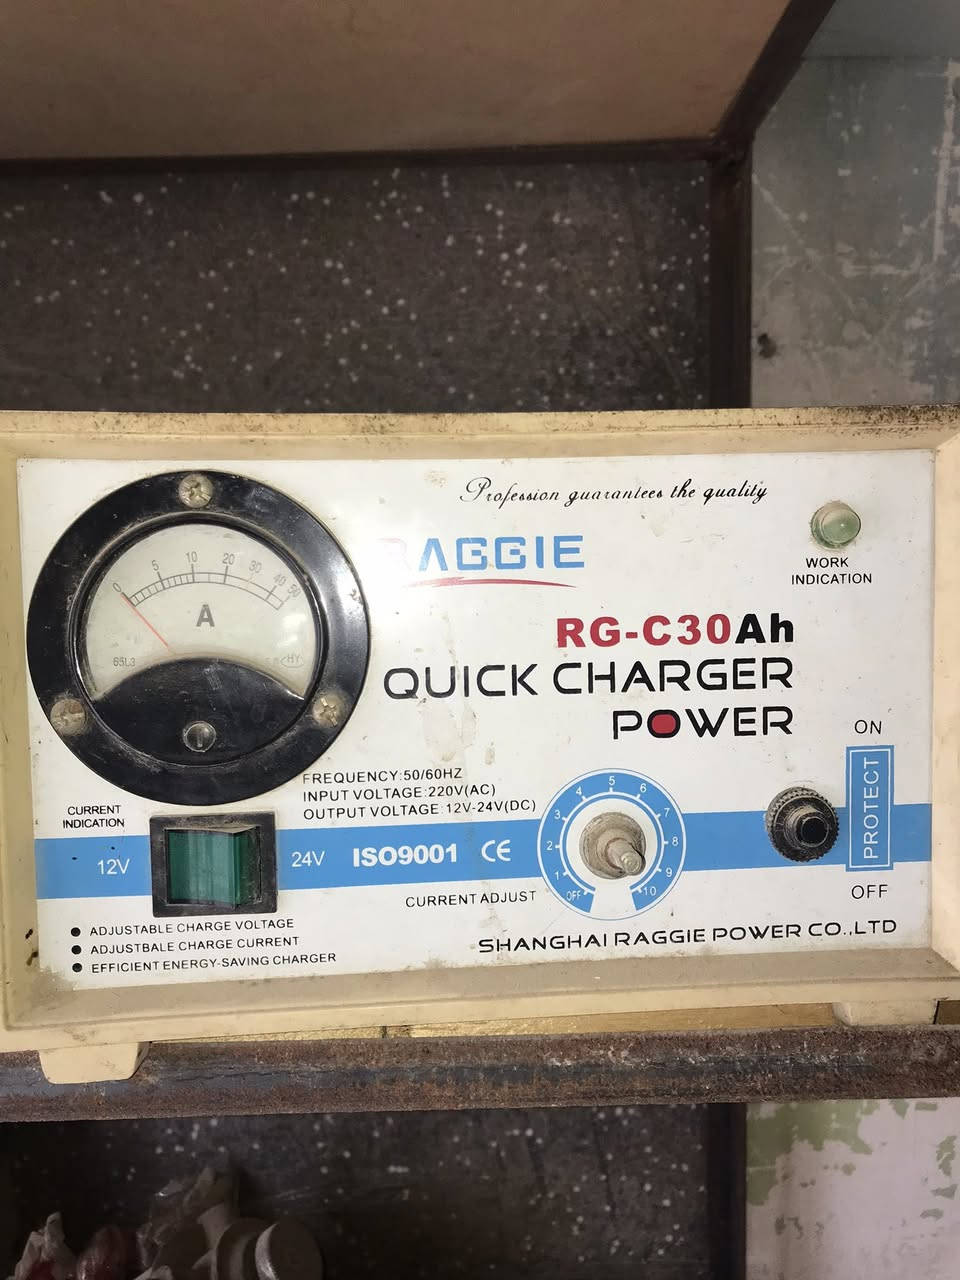 Profession guarantees the quality
RAGGIE
WORK
INDICATION
RG-C30Ah
QUICK CHARGER
POWER
0 5 10 20 30 40 50
A
65L3
HY
FREQUENCY:50/60HZ
INPUT VOLTAGE:220V(AC)
OUTPUT VOLTAGE:12V-24V(DC)
CURRENT
INDICATION
12V
24V
ISO9001 CE
CURRENT ADJUST
OFF 1 2 3 4 5 6 7 8 9 10
ON
PROTECT
OFF
ADJUSTABLE CHARGE VOLTAGE
ADJUSTBALE CHARGE CURRENT
EFFICIENT ENERGY-SAVING CHARGER
SHANGHAI RAGGIE POWER CO.,LTD